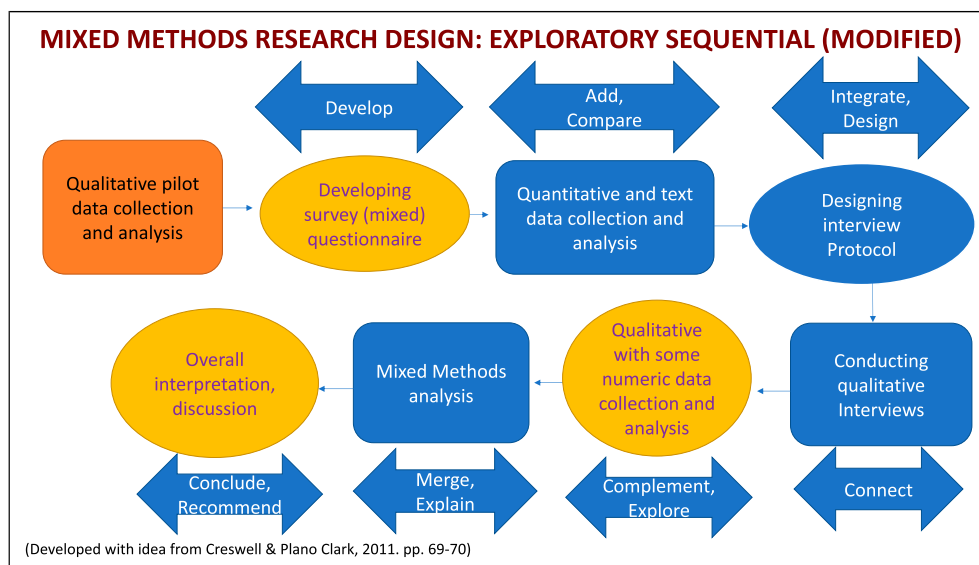 MIXED METHODS RESEARCH DESIGN: EXPLORATORY SEQUENTIAL (MODIFIED)
Develop
Add,
Compare
Integrate,
Design
Qualitative pilot
data collection
and analysis
Developing
survey (mixed)
questionnaire
Quantitative and text
data collection and
analysis
Designing
interview
Protocol
Overall
interpretation,
discussion
Mixed Methods
analysis
Qualitative
with some
numeric data
collection and
analysis
Conducting
qualitative
Interviews
Conclude,
Recommend
Merge,
Explain
Complement,
Explore
Connect
(Developed with idea from Creswell & Plano Clark, 2011. pp. 69-70)